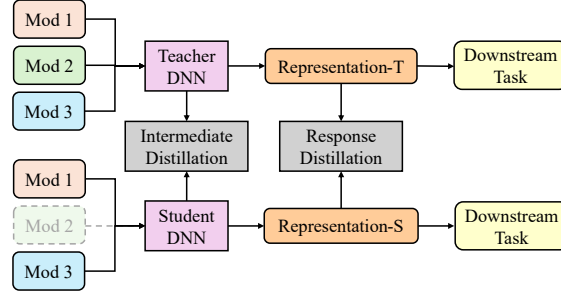 Mod 1
Mod 2
Mod 3
Teacher
DNN
Representation-T
Downstream
Task
Intermediate
Distillation
Response
Distillation
Mod 1
Mod 2
Mod 3
Student
DNN
Representation-S
Downstream
Task